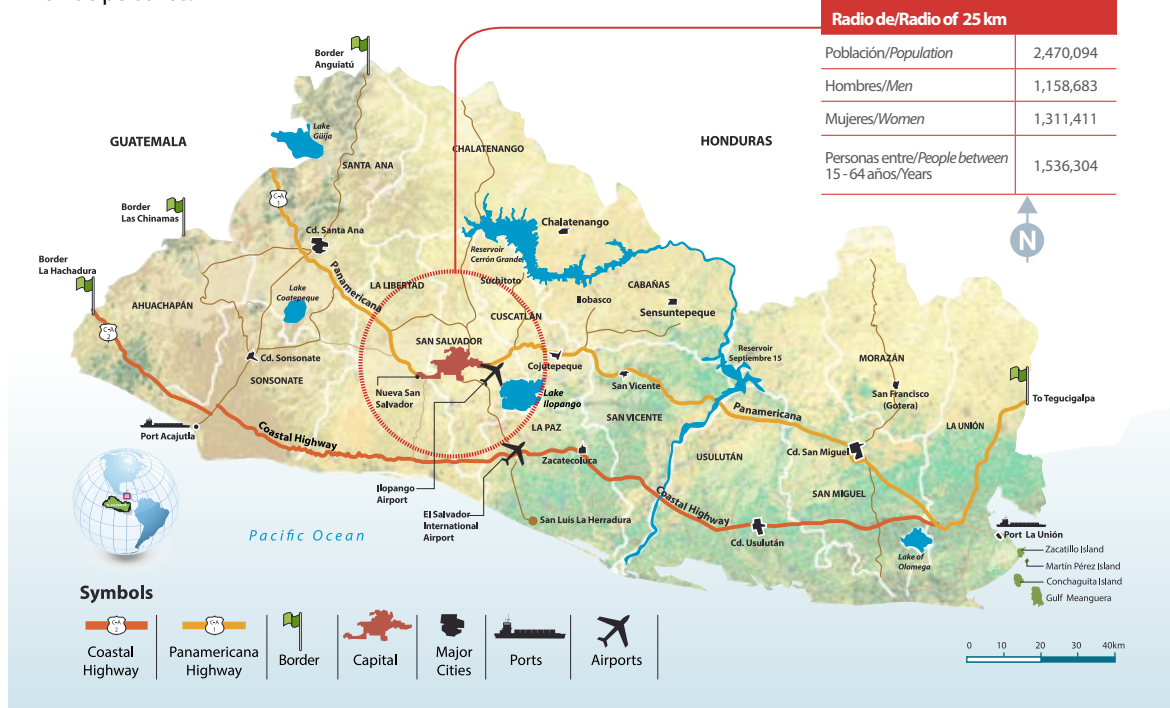 Radio de/Radio of 25 km
Población/Population 2,470,094
Hombres/Men 1,158,683
Mujeres/Women 1,311,411
Personas entre/People between
15 - 64 años/Years 1,536,304
N
Border
Anguiatú
GUATEMALA
HONDURAS
Lake
Güija
SANTA ANA
CHALATENANGO
C-A
1
Border
Las Chinamas
Cd. Santa Ana
Chalatenango
Reservoir
Cerrón Grande
Border
La Hachadura
Panamericana
LA LIBERTAD
Suchitoto
CABAÑAS
Lake
Coatepeque
Ilobasco
Sensuntepeque
AHUACHAPÁN
CUSCATLÁN
C-A
2
SAN SALVADOR
Reservoir
Septiembre 15
MORAZÁN
Cd. Sonsonate
Cojutepeque
SONSONATE
Nueva San
Salvador
San Vicente
San Francisco
(Gotera)
To Tegucigalpa
Lake
Ilopango
Panamericana
SAN VICENTE
LA PAZ
LA UNIÓN
Port Acajutla
Coastal Highway
Cd. San Miguel
USULUTÁN
Zacatecoluca
Ilopango
Airport
Coastal Highway
SAN MIGUEL
El Salvador
International
Airport
San Luis La Herradura
Pacific Ocean
Cd. Usulután
Port La Unión
Lake of
Olomega
Zacatillo Island
Martín Pérez Island
Conchaguita Island
Gulf Meanguera
Symbols
C-A
2
C-A
1
Coastal
Highway
Panamericana
Highway
Border
Capital
Major
Cities
Ports
Airports
0 10 20 30 40km